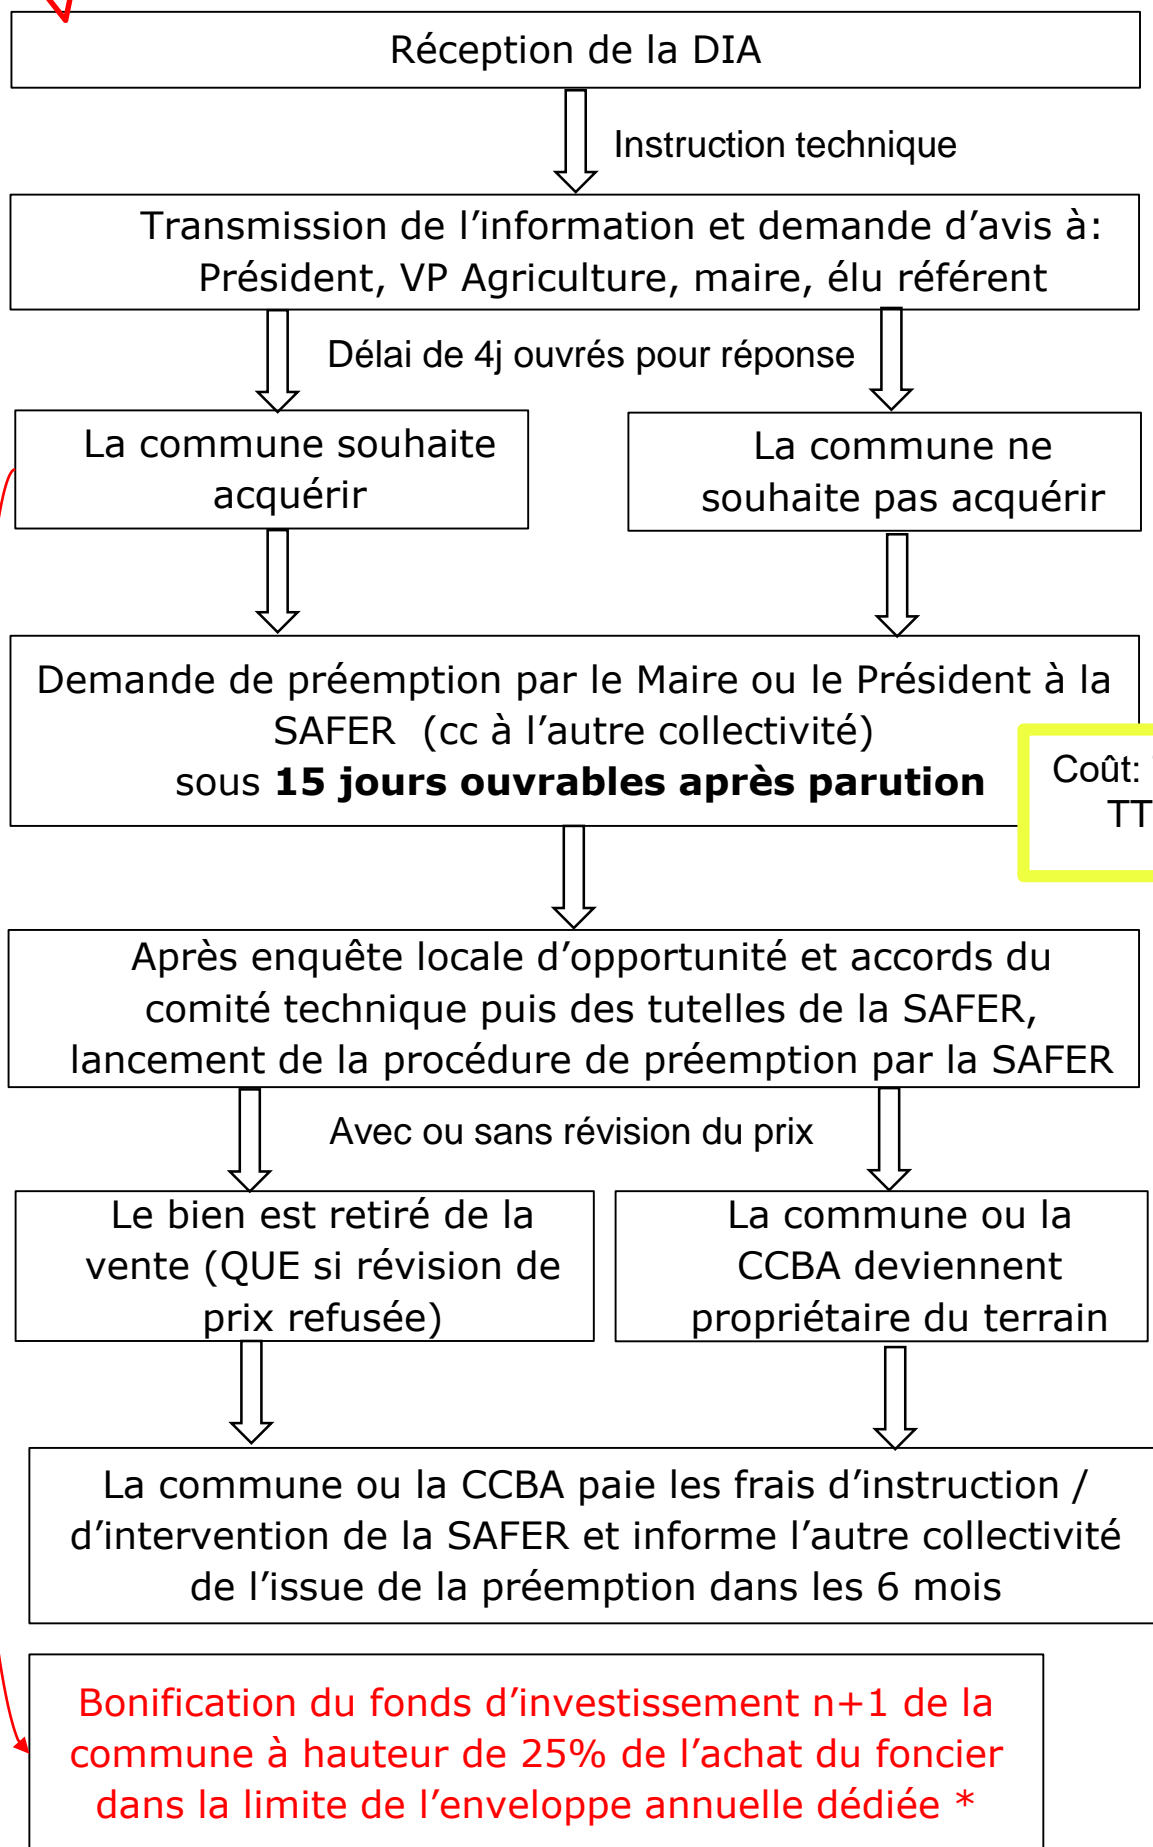 Réception de la DIA
Instruction technique
Transmission de l’information et demande d’avis à:
Président, VP Agriculture, maire, élu référent
Délai de 4j ouvrés pour réponse
La commune souhaite
acquérir
La commune ne
souhaite pas acquérir
Demande de préemption par le Maire ou le Président à la
SAFER (cc à l’autre collectivité)
sous 15 jours ouvrables après parution
Coût:
Après enquête locale d’opportunité et accords du
comité technique puis des tutelles de la SAFER,
lancement de la procédure de préemption par la SAFER
Avec ou sans révision du prix
Le bien est retiré de la
vente (QUE si révision de
prix refusée)
La commune ou la
CCBA deviennent
propriétaire du terrain
La commune ou la CCBA paie les frais d’instruction /
d’intervention de la SAFER et informe l’autre collectivité
de l’issue de la préemption dans les 6 mois
Bonification du fonds d’investissement n+1 de la
commune à hauteur de 25% de l’achat du foncier
dans la limite de l’enveloppe annuelle dédiée *